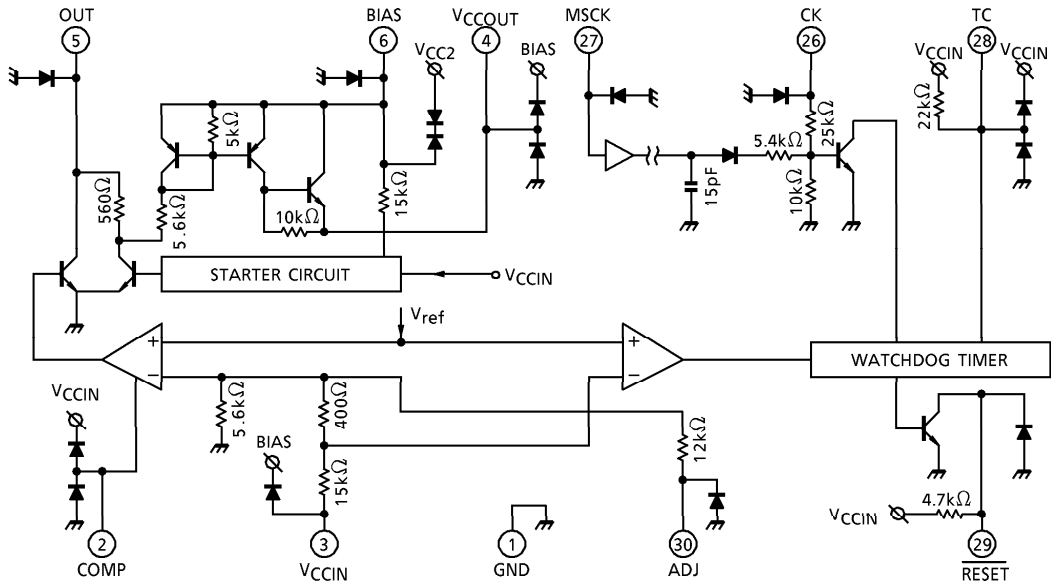 OUT
BIAS
VCCOUT
MSCK
CK
TC
5
6
4
27
26
28
VCC2
BIAS
VCCIN
VCCIN
5kΩ
22kΩ
25kΩ
5.4kΩ
560Ω
5.6kΩ
10kΩ
15kΩ
15pF
10kΩ
STARTER CIRCUIT
VCCIN
Vref
+
−
+
−
WATCHDOG TIMER
VCCIN
5.6kΩ
400Ω
BIAS
15kΩ
12kΩ
VCCIN
4.7kΩ
2
3
1
30
29
COMP
VCCIN
GND
ADJ
RESET